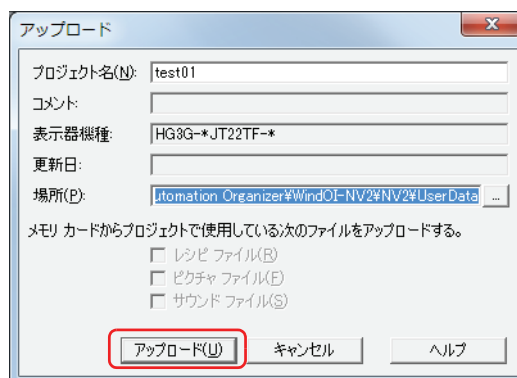 アップロード
プロジェクト名(N): test01
コメント:
表示器機種: HG3G-*JT22TF-*
更新日:
場所(P): utomation Organizer¥WindOI-NV2¥NV2¥UserData ...
メモリ カードからプロジェクトで使用している次のファイルをアップロードする。
レシピ ファイル(R)
ピクチャ ファイル(F)
サウンド ファイル(S)
アップロード(U) キャンセル ヘルプ